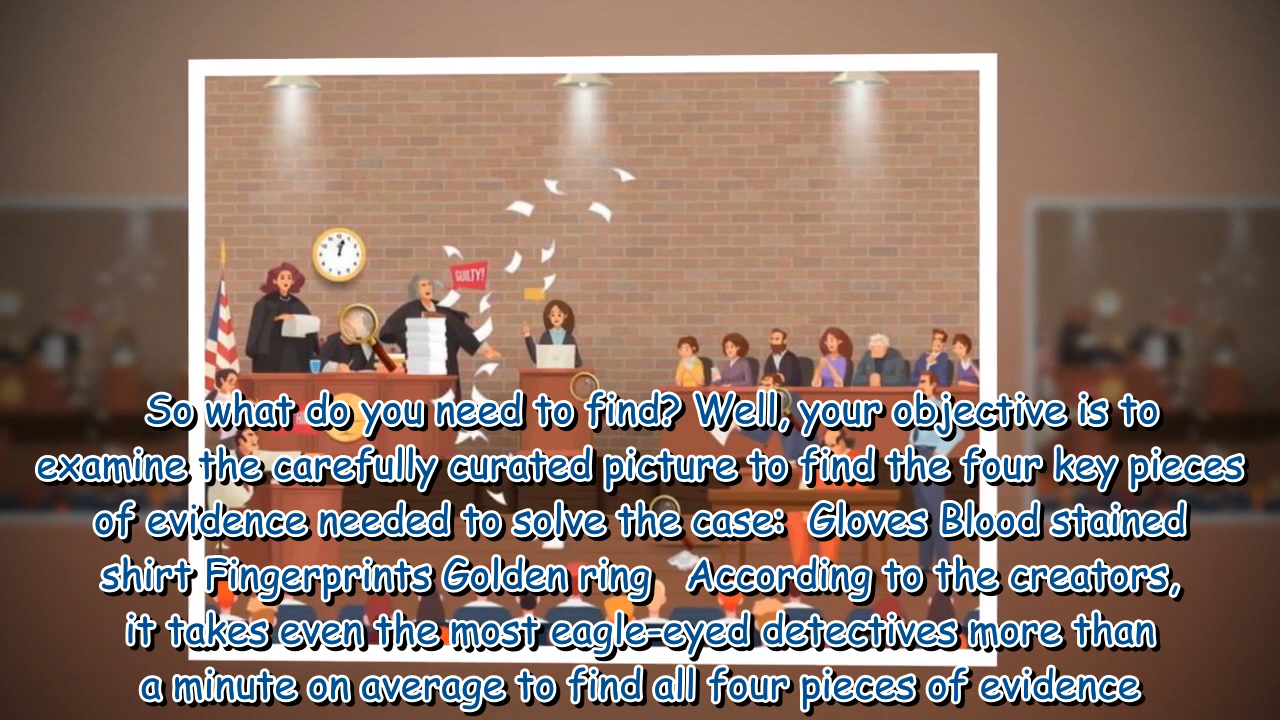 GUILTY!
So what do you need to find? Well, your objective is to
examine the carefully curated picture to find the four key pieces
of evidence needed to solve the case: Gloves Blood stained
shirt Fingerprints Golden ring According to the creators,
it takes even the most eagle-eyed detectives more than
a minute on average to find all four pieces of evidence